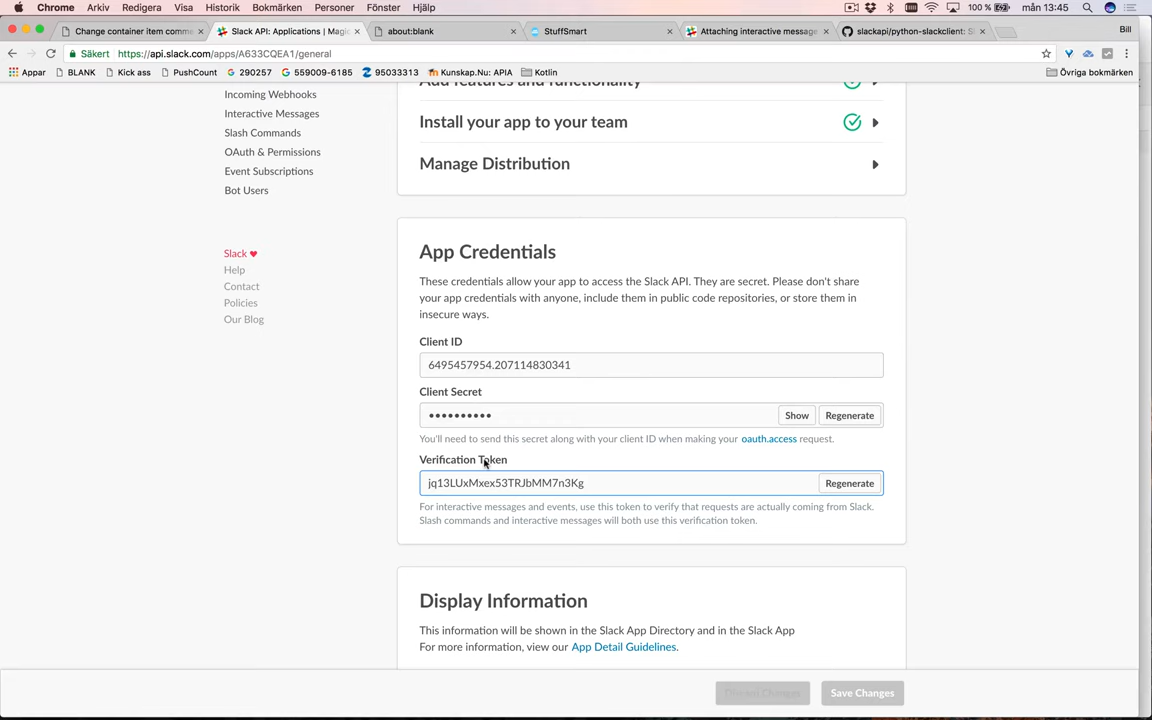 Chrome Arkiv Redigera Visa Historik Bokmärken Personer Fönster Hjälp 100 % mån 13:45
Change container item comme Slack API: Applications | Magic about:blank StuffSmart Attaching interactive message slackapi/python-slackclient: Sl Bill
Säkert https://api.slack.com/apps/A633CQEA1/general
Appar BLANK Kick ass PushCount 290257 559009-6185 95033313 Kunskap.Nu: APIA Kotlin Övriga bokmärken
Incoming Webhooks
Interactive Messages
Slash Commands
OAuth & Permissions
Event Subscriptions
Bot Users
Slack
Help
Contact
Policies
Our Blog
Add features and functionality
Install your app to your team
Manage Distribution
App Credentials
These credentials allow your app to access the Slack API. They are secret. Please don't share
your app credentials with anyone, include them in public code repositories, or store them in
insecure ways.
Client ID
6495457954.207114830341
Client Secret
•••••••••• Show Regenerate
You'll need to send this secret along with your client ID when making your oauth.access request.
Verification Token
jq13LUxMxex53TRJbMM7n3Kg Regenerate
For interactive messages and events, use this token to verify that requests are actually coming from Slack.
Slash commands and interactive messages will both use this verification token.
Display Information
This information will be shown in the Slack App Directory and in the Slack App
For more information, view our App Detail Guidelines.
Discard Changes Save Changes